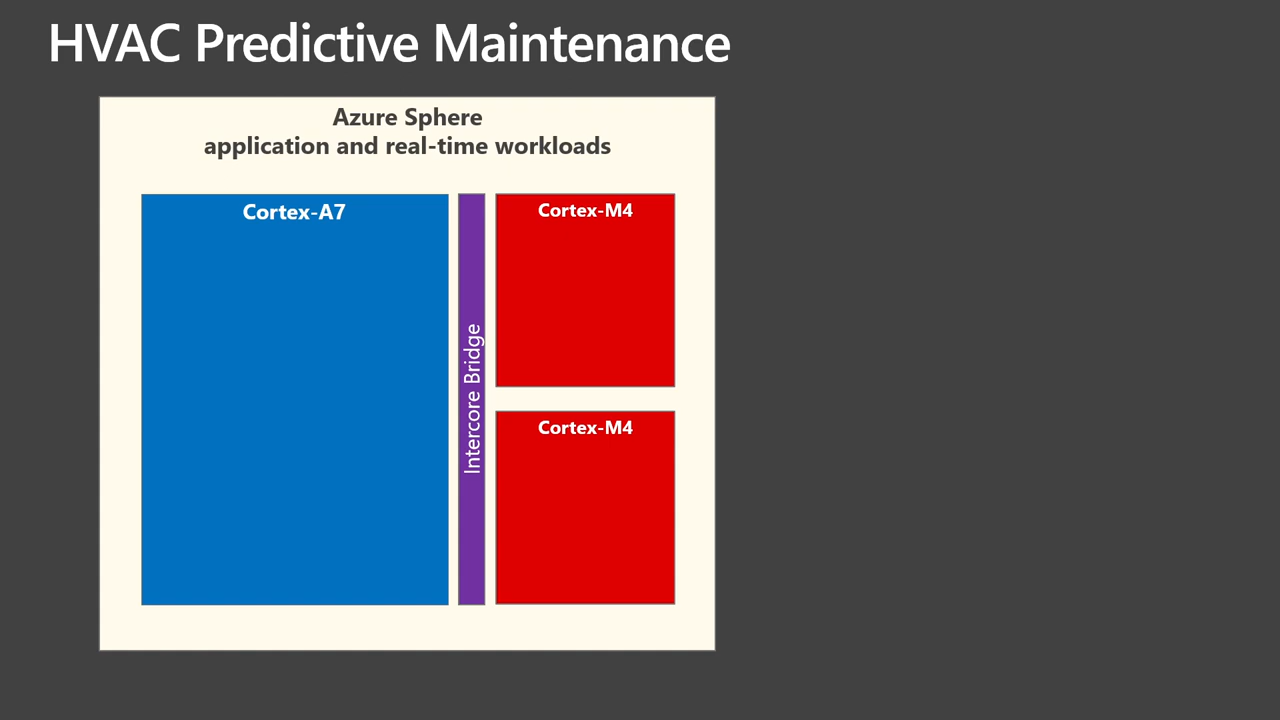 HVAC Predictive Maintenance
Azure Sphere
application and real-time workloads
Cortex-A7
Intercore Bridge
Cortex-M4
Cortex-M4